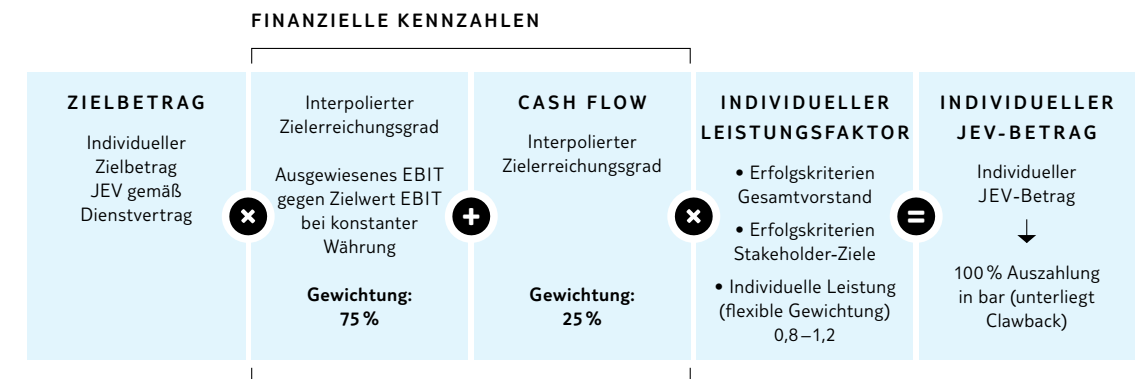 FINANZIELLE KENNZAHLEN
ZIELBETRAG
Individueller
Zielbetrag
JEV gemäß
Dienstvertrag
×
Interpolierter
Zielerreichungsgrad
Ausgewiesenes EBIT
gegen Zielwert EBIT
bei konstanter
Währung
Gewichtung:
75 %
+
CASH FLOW
Interpolierter
Zielerreichungsgrad
Gewichtung:
25 %
×
INDIVIDUELLER
LEISTUNGSFAKTOR
• Erfolgskriterien
Gesamtvorstand
• Erfolgskriterien
Stakeholder-Ziele
• Individuelle Leistung
(flexible Gewichtung)
0,8–1,2
=
INDIVIDUELLER
JEV-BETRAG
Individueller
JEV-Betrag
↓
100 % Auszahlung
in bar (unterliegt
Clawback)